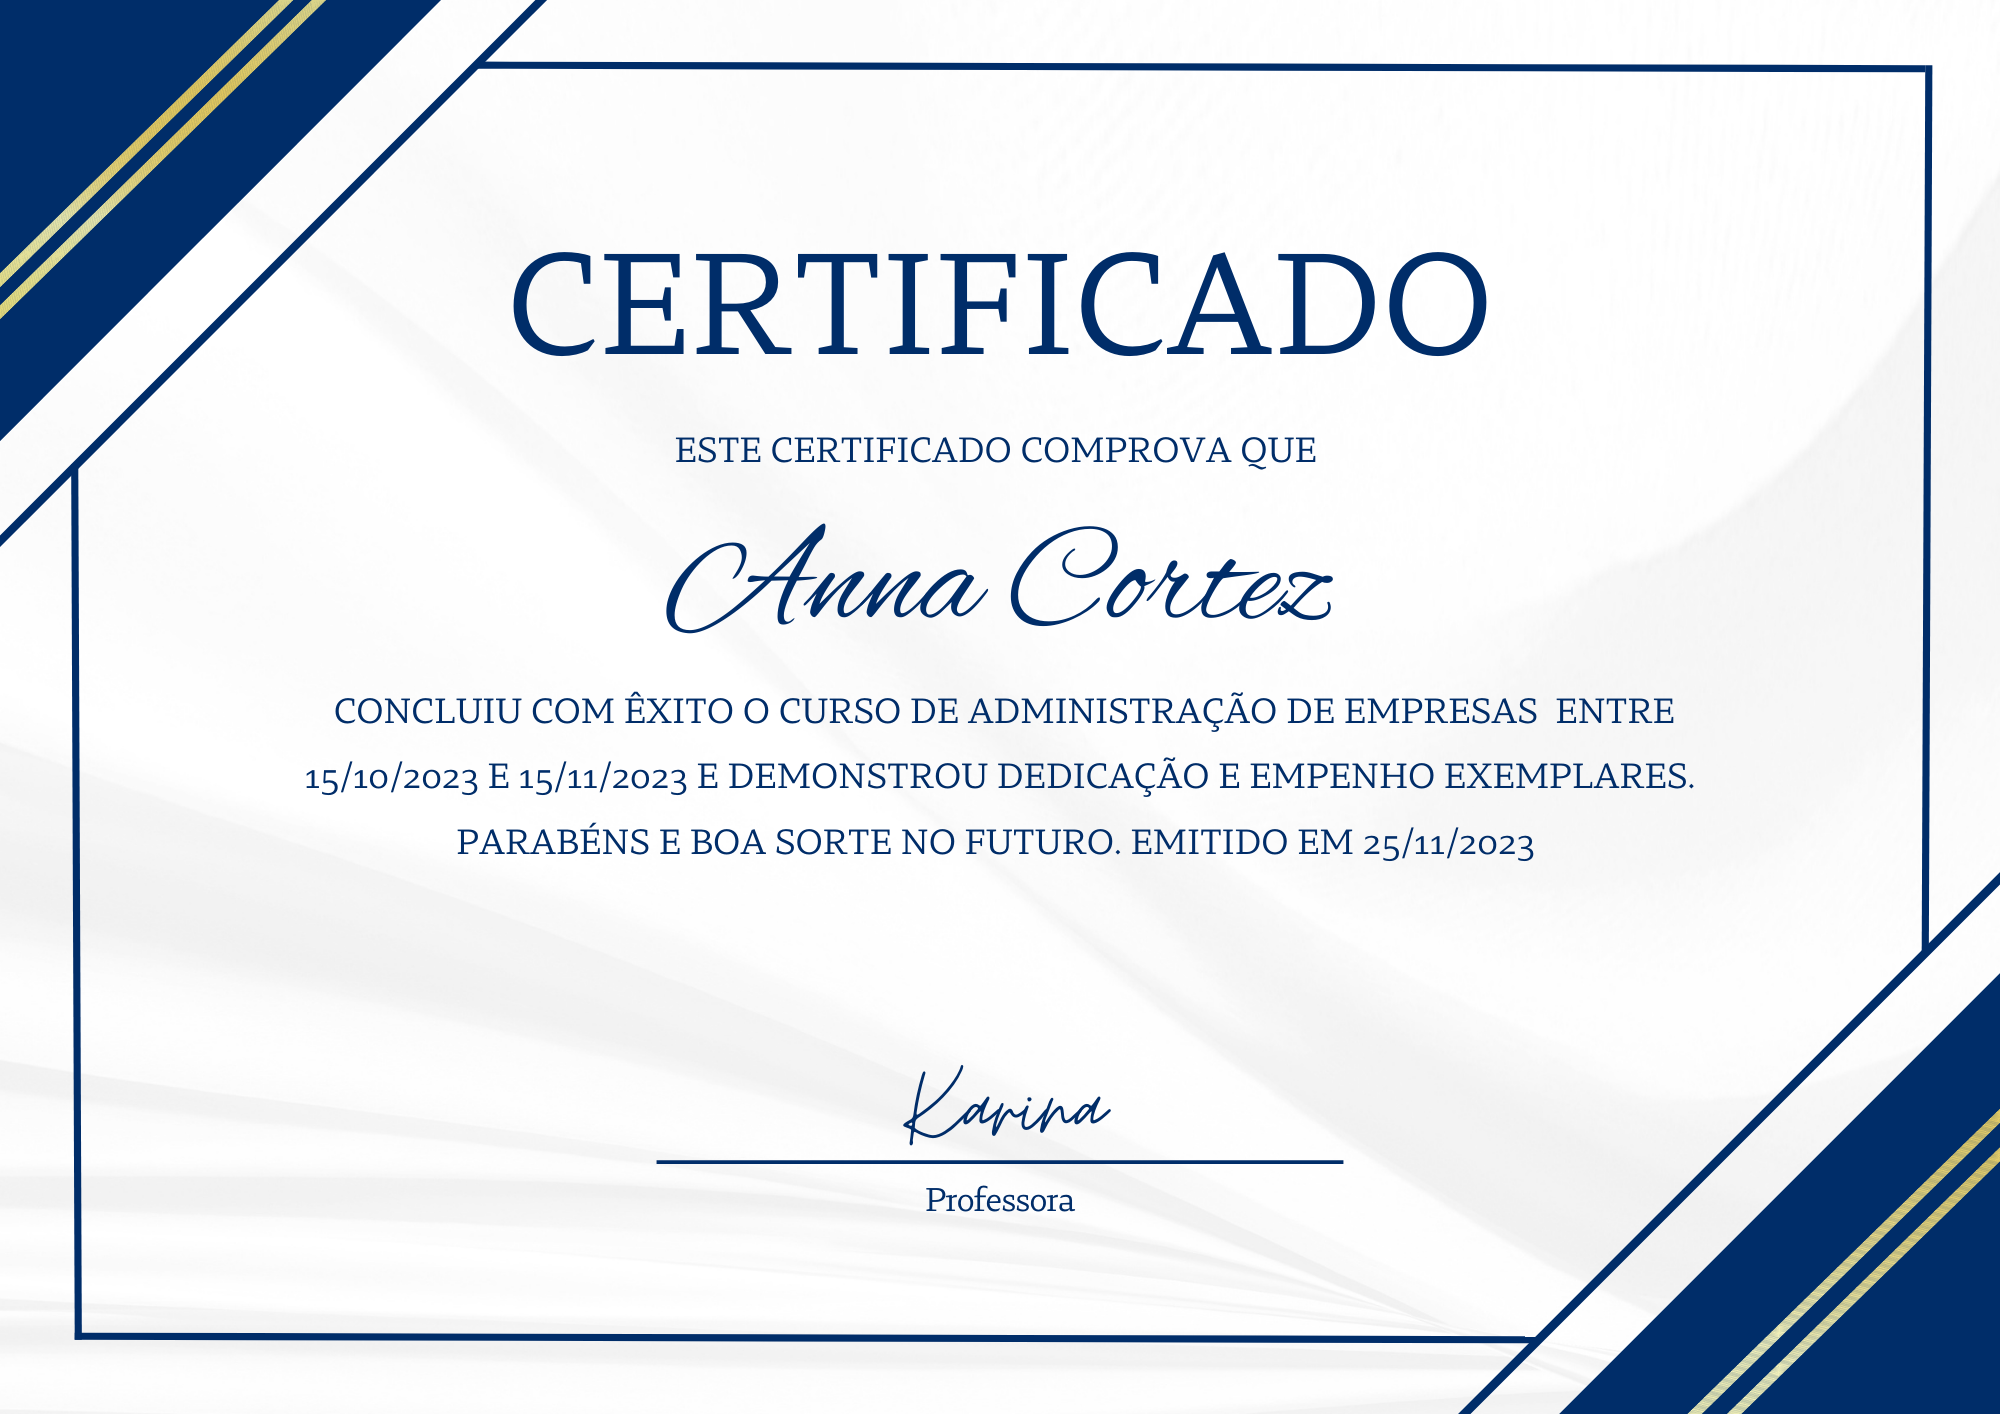 CERTIFICADO
ESTE CERTIFICADO COMPROVA QUE
Anna Cortez
CONCLUIU COM ÊXITO O CURSO DE ADMINISTRAÇÃO DE EMPRESAS  ENTRE
15/10/2023 E 15/11/2023 E DEMONSTROU DEDICAÇÃO E EMPENHO EXEMPLARES.
PARABÉNS E BOA SORTE NO FUTURO. EMITIDO EM 25/11/2023
Karina
Professora